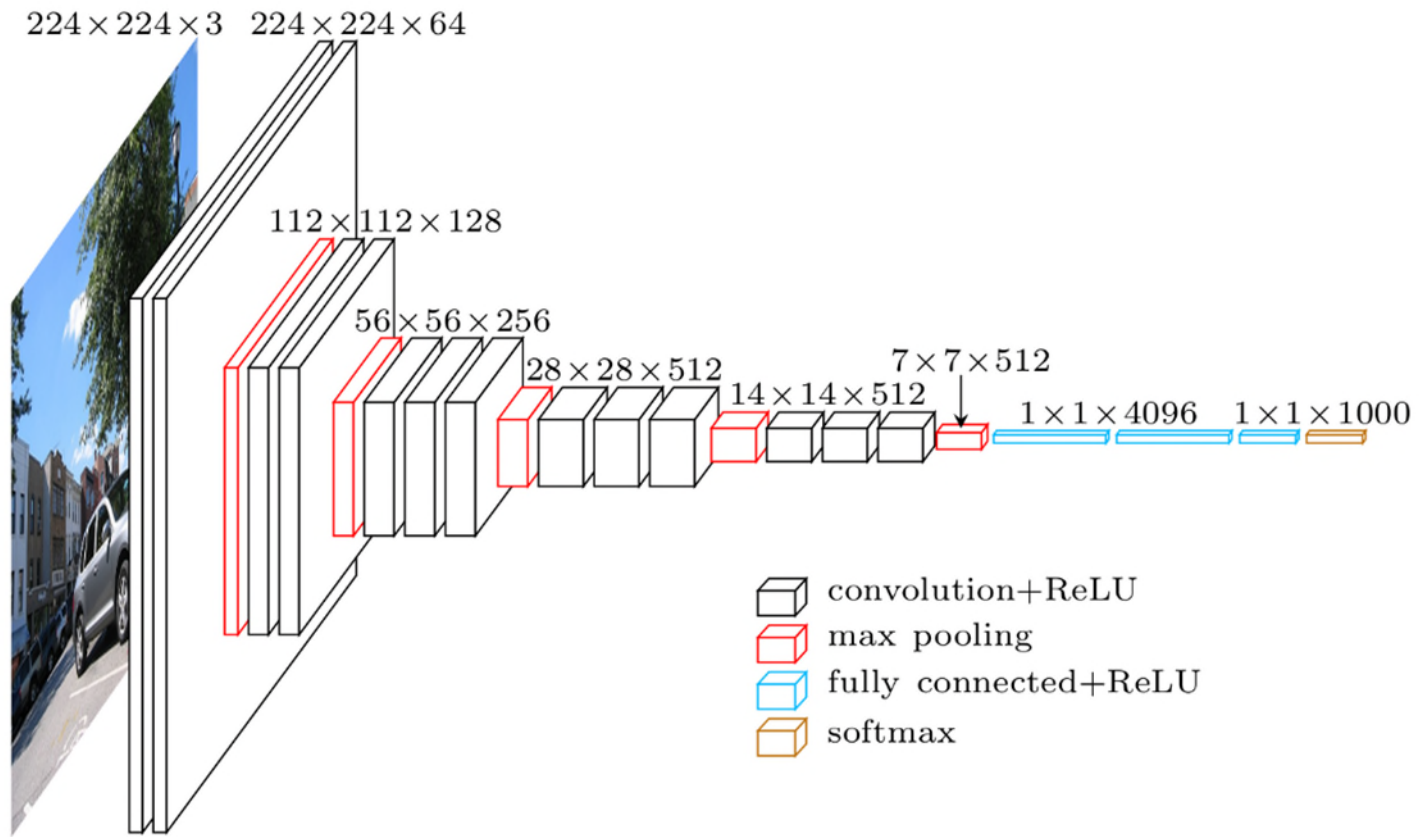 224×224×3
224×224×64
112×112×128
56×56×256
28×28×512
14×14×512
7×7×512
1×1×4096
1×1×1000
convolution+ReLU
max pooling
fully connected+ReLU
softmax